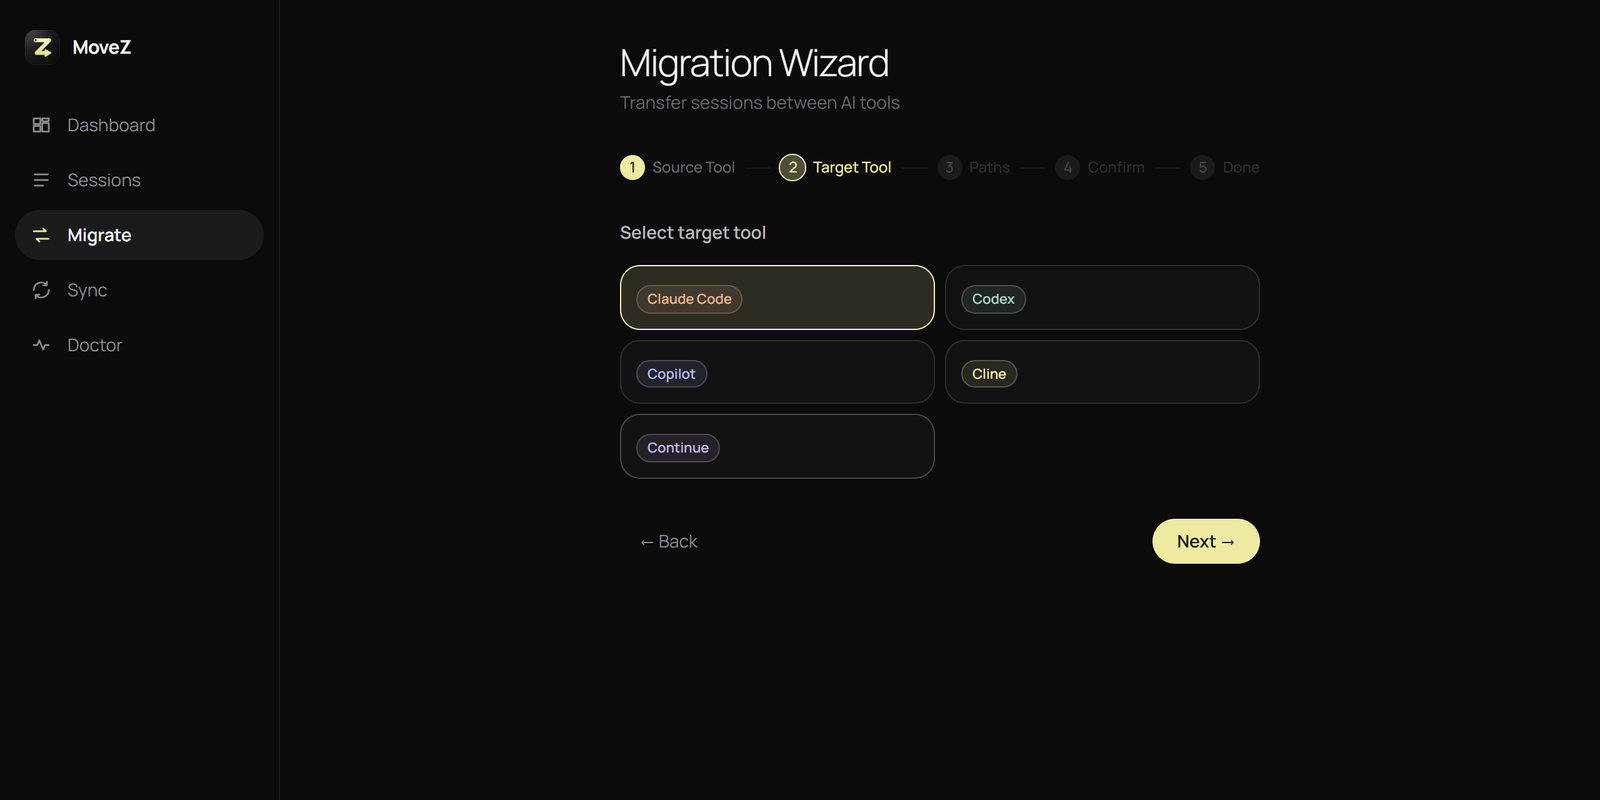 MoveZ
Dashboard
Sessions
Migrate
Sync
Doctor
Migration Wizard
Transfer sessions between AI tools
1 Source Tool 2 Target Tool 3 Paths 4 Confirm 5 Done
Select target tool
Claude Code Codex
Copilot Cline
Continue
← Back Next →